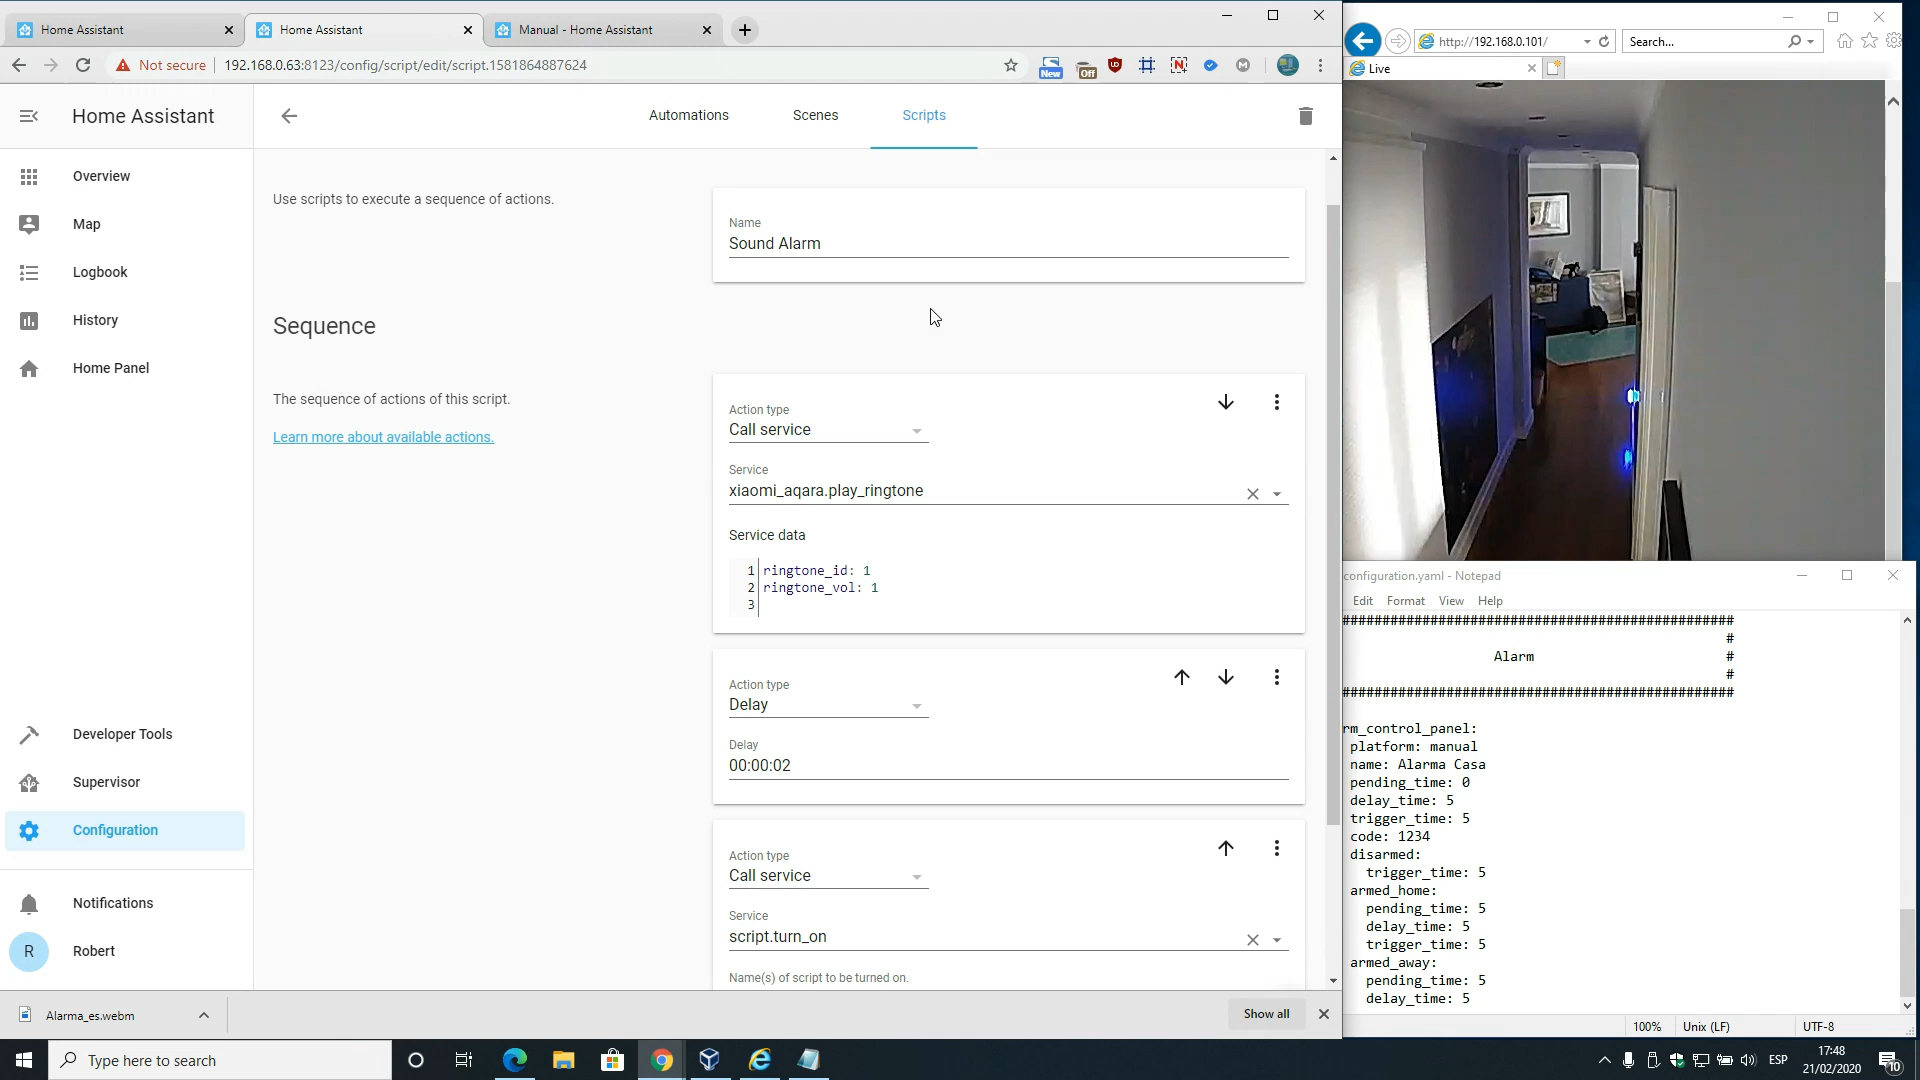 Home Assistant
Home Assistant
Manual - Home Assistant
Not secure
192.168.0.63:8123/config/script/edit/script.1581864887624
New
Off
Home Assistant
Automations
Scenes
Scripts
Overview
Map
Logbook
History
Home Panel
Developer Tools
Supervisor
Configuration
Notifications
R
Robert
Use scripts to execute a sequence of actions.
Name
Sound Alarm
Sequence
The sequence of actions of this script.
Learn more about available actions.
Action type
Call service
Service
xiaomi_aqara.play_ringtone
Service data
1 ringtone_id: 1
2 ringtone_vol: 1
3
Action type
Delay
Delay
00:00:02
Action type
Call service
Service
script.turn_on
Name(s) of script to be turned on.
http://192.168.0.101/
Search...
Live
configuration.yaml - Notepad
Edit Format View Help
#################################################
#
Alarm #
#
#################################################
rm_control_panel:
platform: manual
name: Alarma Casa
pending_time: 0
delay_time: 5
trigger_time: 5
code: 1234
disarmed:
trigger_time: 5
armed_home:
pending_time: 5
delay_time: 5
trigger_time: 5
armed_away:
pending_time: 5
delay_time: 5
100% Unix (LF) UTF-8
Alarma_es.webm
Show all
Type here to search
ESP
17:48
21/02/2020
10